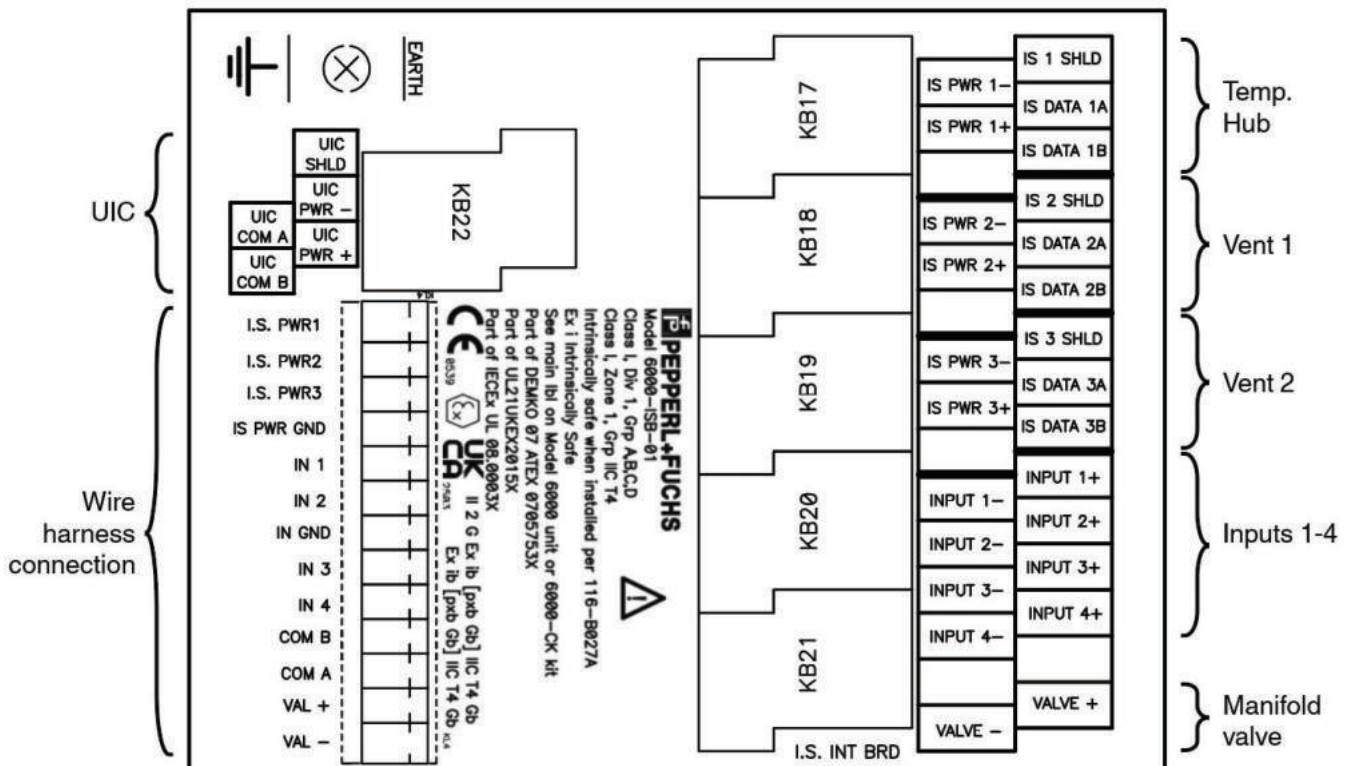 EARTH
UIC
SHLD
UIC
PWR -
UIC
COM A
UIC
PWR +
UIC
COM B
KB22
UIC
KL4
I.S. PWR1
I.S. PWR2
I.S. PWR3
IS PWR GND
IN 1
IN 2
IN GND
IN 3
IN 4
COM B
COM A
VAL +
VAL -
Wire
harness
connection
KL4
PEPPERL+FUCHS
Model 6000-ISB-01
Class I, Div 1, Grp A,B,C,D
Class I, Zone 1, Grp IIC T4
Intrinsically safe when installed per 116-B027A
Ex i Intrinsically Safe
See main lbl on Model 6000 unit or 6000-CK kit
Part of DEMKO 07 ATEX 0705753X
Part of UL21UKEX2015X
Part of IECEx UL 08.0003X
CE 0539 Ex II 2 G Ex ib [pxb Gb] IIC T4 Gb
UK CA Ex ib [pxb Gb] IIC T4 Gb
KB17
KB18
KB19
KB20
KB21
I.S. INT BRD
IS PWR 1-
IS PWR 1+
IS PWR 2-
IS PWR 2+
IS PWR 3-
IS PWR 3+
INPUT 1-
INPUT 2-
INPUT 3-
INPUT 4-
VALVE -
IS 1 SHLD
IS DATA 1A
IS DATA 1B
IS 2 SHLD
IS DATA 2A
IS DATA 2B
IS 3 SHLD
IS DATA 3A
IS DATA 3B
INPUT 1+
INPUT 2+
INPUT 3+
INPUT 4+
VALVE +
Temp.
Hub
Vent 1
Vent 2
Inputs 1-4
Manifold
valve